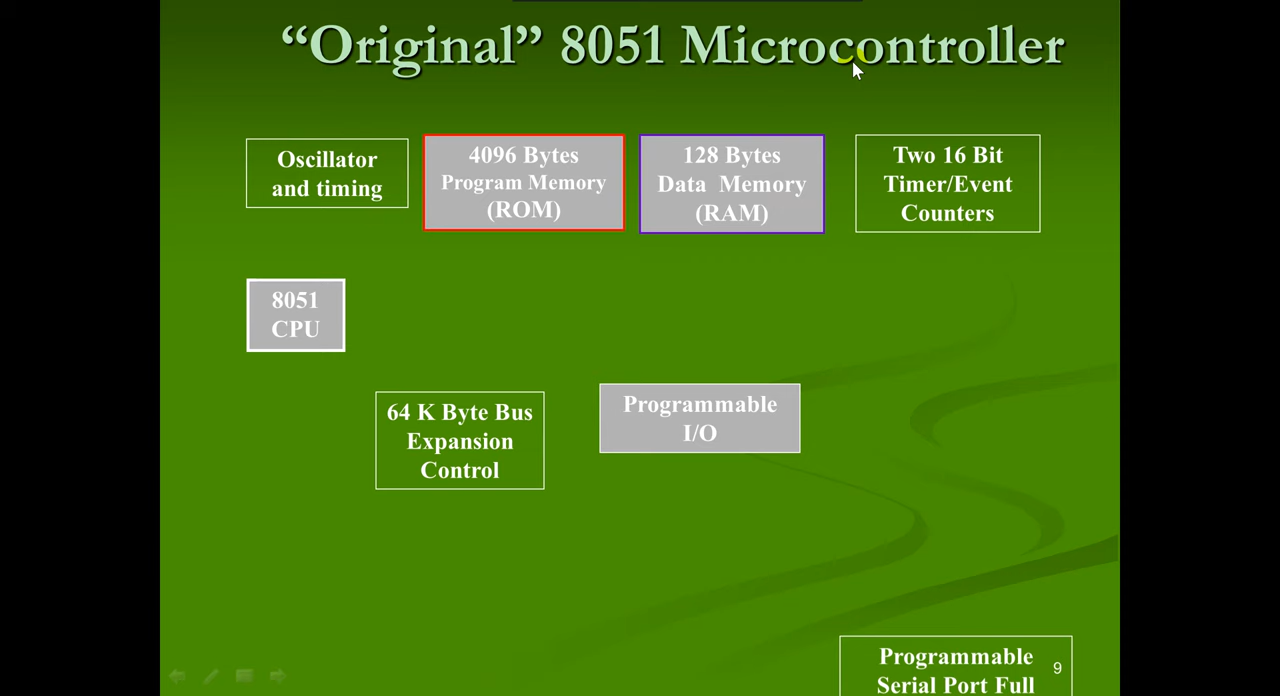 “Original” 8051 Microcontroller
Oscillator
and timing
4096 Bytes
Program Memory
(ROM)
128 Bytes
Data Memory
(RAM)
Two 16 Bit
Timer/Event
Counters
8051
CPU
64 K Byte Bus
Expansion
Control
Programmable
I/O
Programmable
Serial Port Full
9